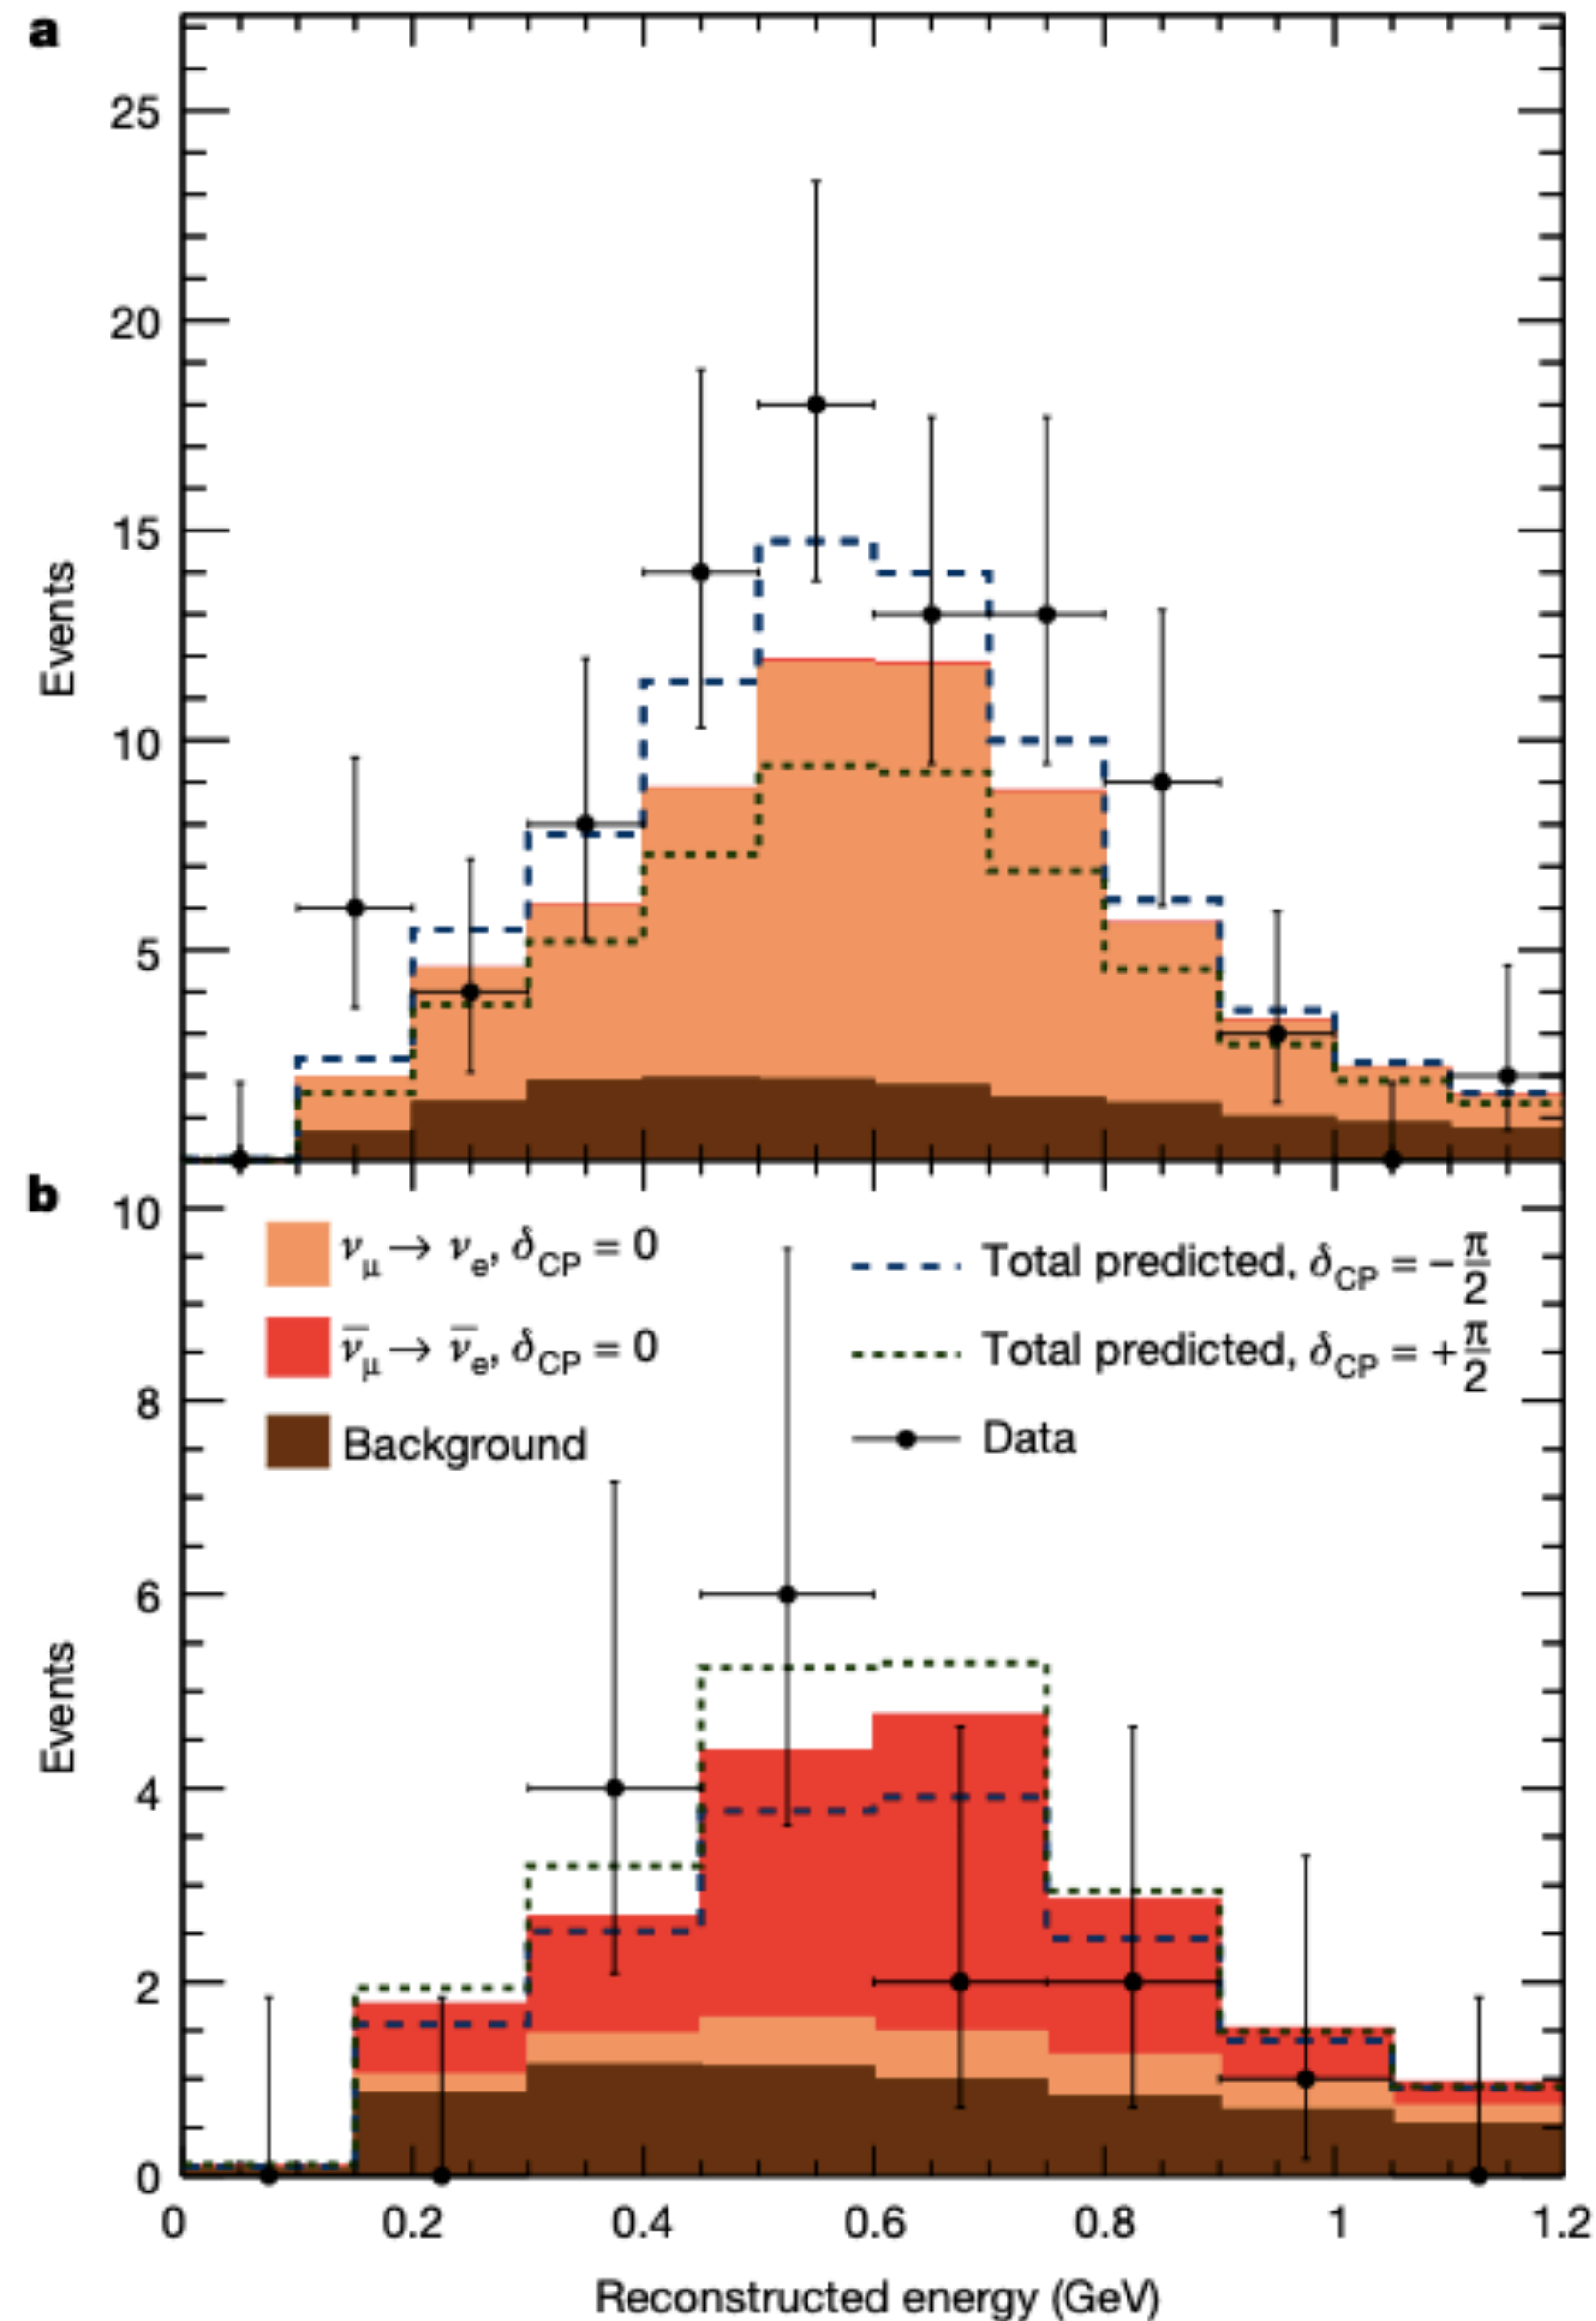 a
25
20
15
10
5
Events
b
10
8
6
4
2
0
Events
νμ → νe, δCP = 0
ν̅μ → ν̅e, δCP = 0
Background
Total predicted, δCP = −π/2
Total predicted, δCP = +π/2
Data
0 0.2 0.4 0.6 0.8 1 1.2
Reconstructed energy (GeV)